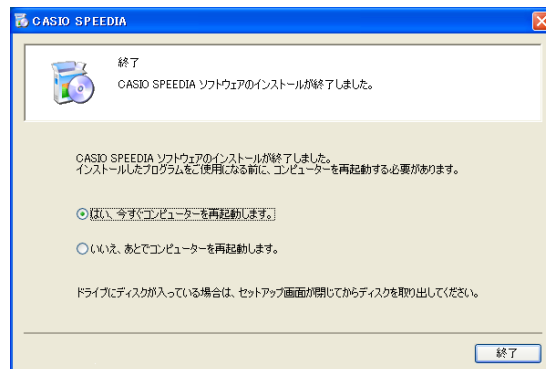 CASIO SPEEDIA
終了
CASIO SPEEDIA ソフトウェアのインストールが終了しました。
CASIO SPEEDIA ソフトウェアのインストールが終了しました。
インストールしたプログラムをご使用になる前に、コンピューターを再起動する必要があります。
はい、今すぐコンピューターを再起動します。
いいえ、あとでコンピューターを再起動します。
ドライブにディスクが入っている場合は、セットアップ画面が閉じてからディスクを取り出してください。
終了